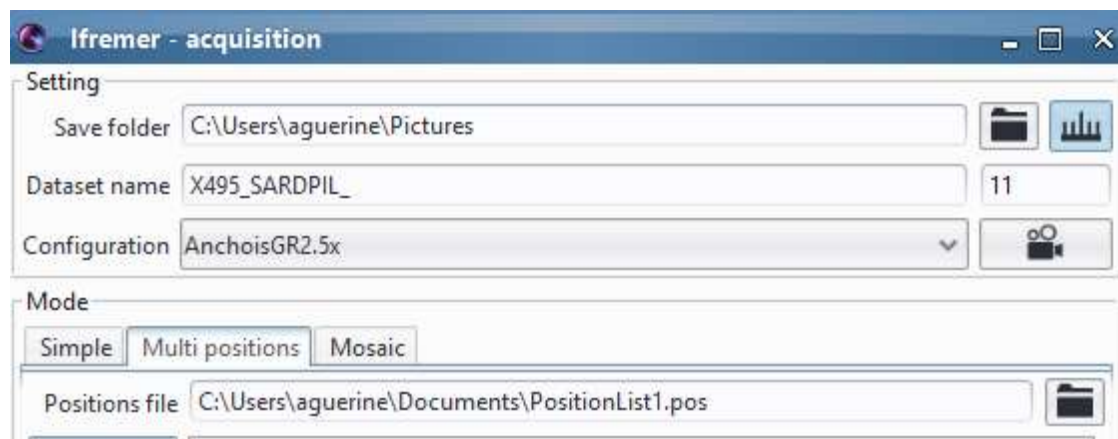 Ifremer - acquisition
Setting
Save folder C:\Users\aguerine\Pictures
Dataset name X495_SARDPIL_ 11
Configuration AnchoisGR2.5x
Mode
Simple Multi positions Mosaic
Positions file C:\Users\aguerine\Documents\PositionList1.pos